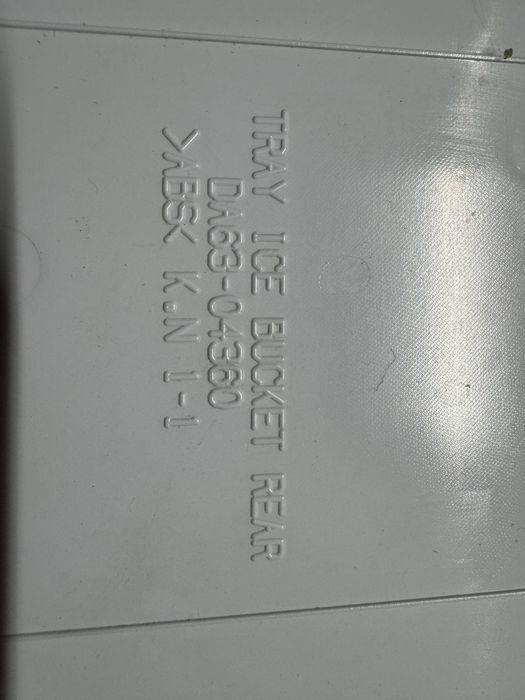 TRAY ICE BUCKET REAR
DA63-04360
>ABS< K.N 1-1